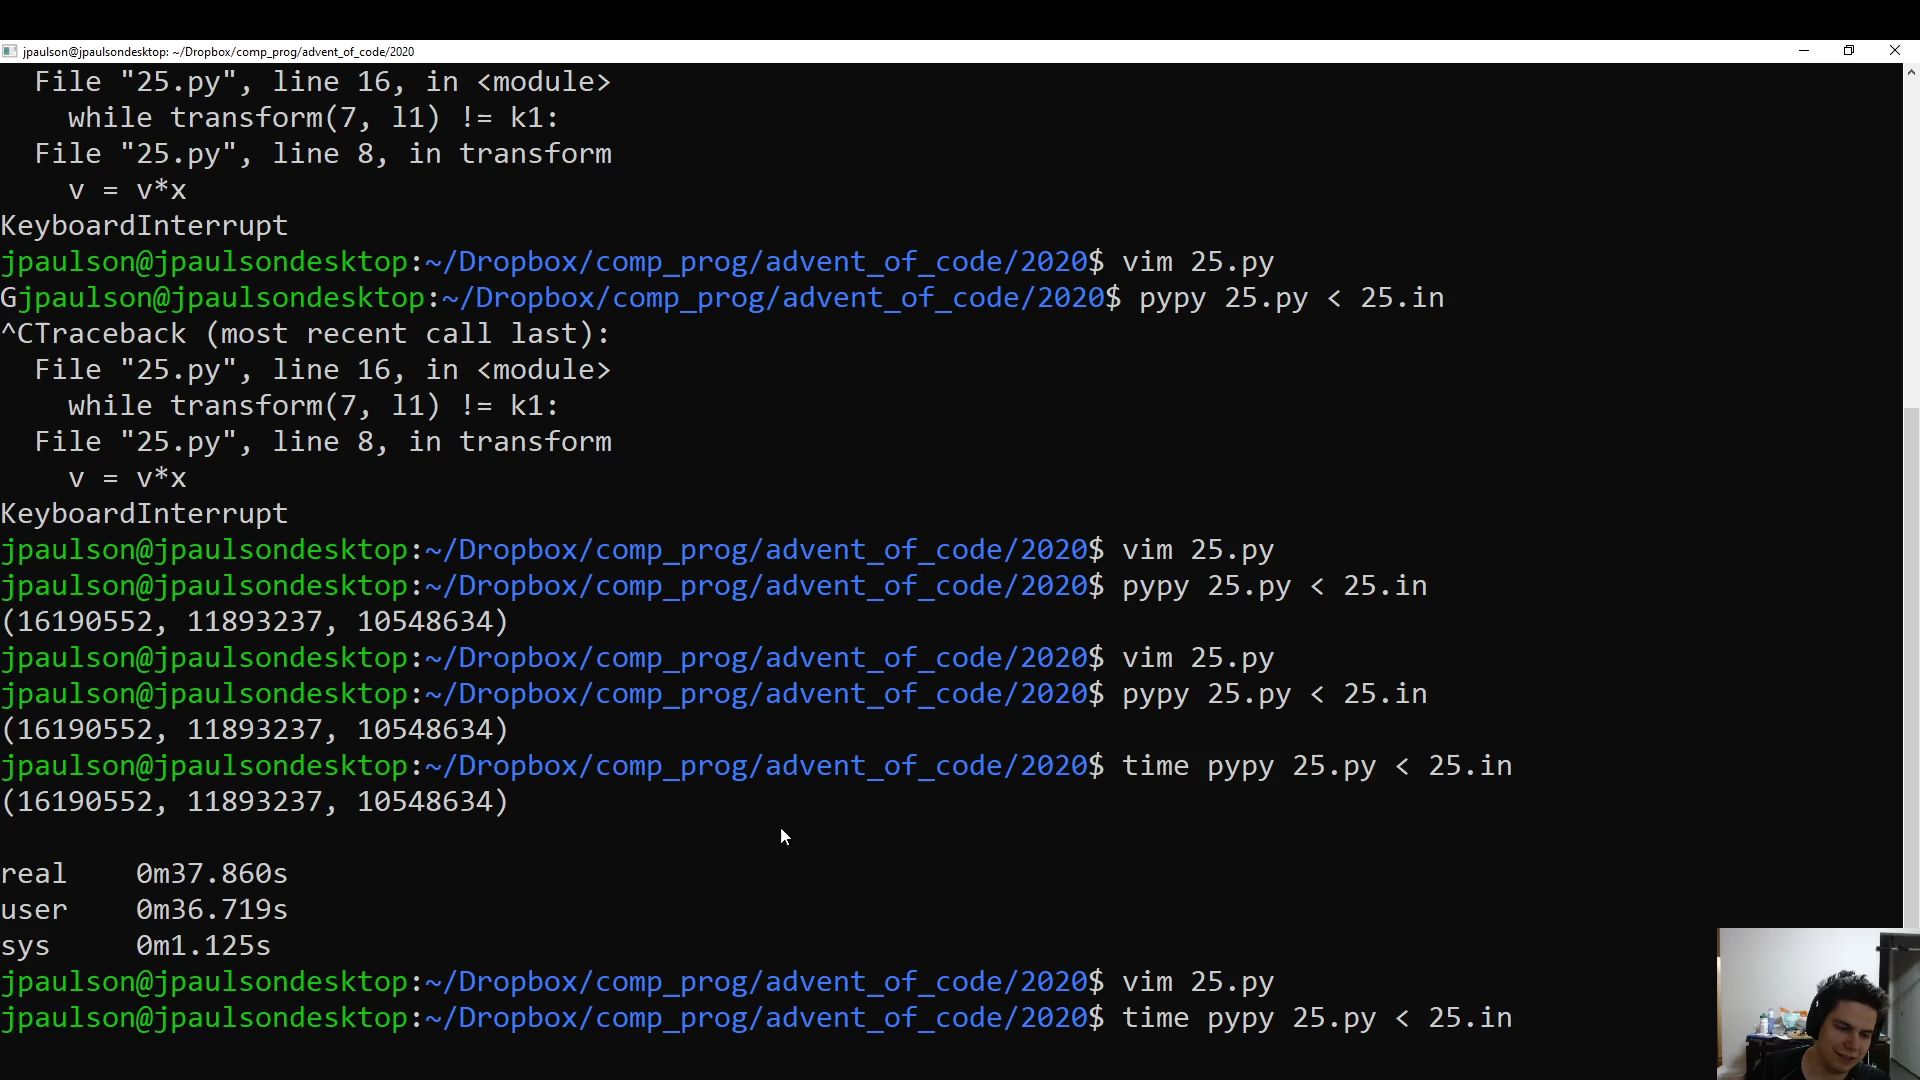 jpaulson@jpaulsondesktop: ~/Dropbox/comp_prog/advent_of_code/2020
File "25.py", line 16, in <module>
while transform(7, l1) != k1:
File "25.py", line 8, in transform
v = v*x
KeyboardInterrupt
jpaulson@jpaulsondesktop:~/Dropbox/comp_prog/advent_of_code/2020$ vim 25.py
Gjpaulson@jpaulsondesktop:~/Dropbox/comp_prog/advent_of_code/2020$ pypy 25.py < 25.in
^CTraceback (most recent call last):
File "25.py", line 16, in <module>
while transform(7, l1) != k1:
File "25.py", line 8, in transform
v = v*x
KeyboardInterrupt
jpaulson@jpaulsondesktop:~/Dropbox/comp_prog/advent_of_code/2020$ vim 25.py
jpaulson@jpaulsondesktop:~/Dropbox/comp_prog/advent_of_code/2020$ pypy 25.py < 25.in
(16190552, 11893237, 10548634)
jpaulson@jpaulsondesktop:~/Dropbox/comp_prog/advent_of_code/2020$ vim 25.py
jpaulson@jpaulsondesktop:~/Dropbox/comp_prog/advent_of_code/2020$ pypy 25.py < 25.in
(16190552, 11893237, 10548634)
jpaulson@jpaulsondesktop:~/Dropbox/comp_prog/advent_of_code/2020$ time pypy 25.py < 25.in
(16190552, 11893237, 10548634)
real 0m37.860s
user 0m36.719s
sys 0m1.125s
jpaulson@jpaulsondesktop:~/Dropbox/comp_prog/advent_of_code/2020$ vim 25.py
jpaulson@jpaulsondesktop:~/Dropbox/comp_prog/advent_of_code/2020$ time pypy 25.py < 25.in